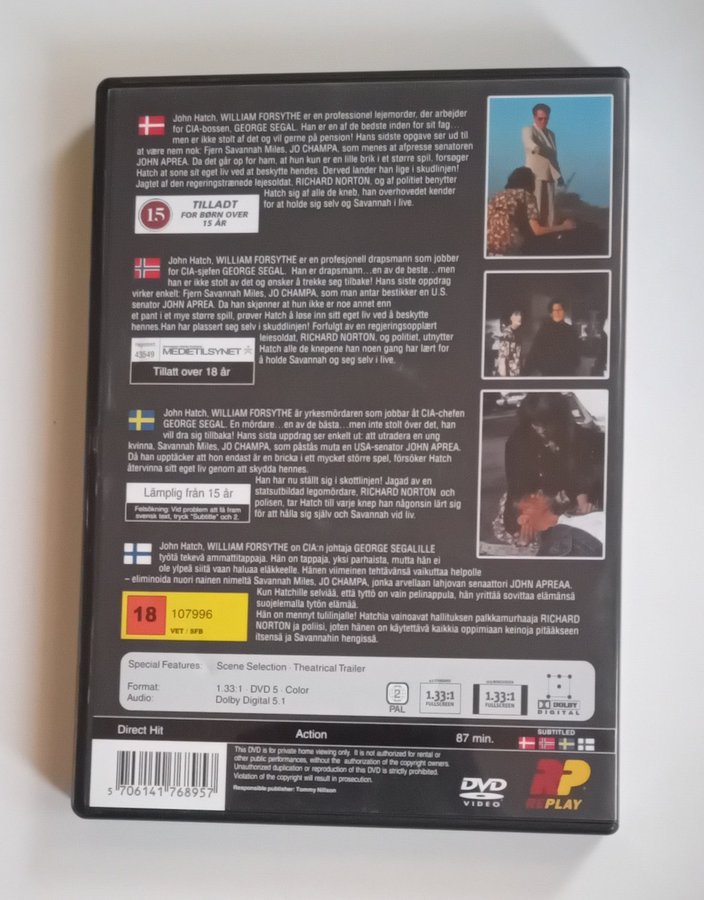 John Hatch, WILLIAM FORSYTHE er en professionel lejemorder, der arbejder
for CIA-bossen, GEORGE SEGAL. Han er en af de bedste inden for sit fag…
men er ikke stolt af det og vil gerne på pension! Hans sidste opgave ser ud til
at være nem nok: Fjern Savannah Miles, JO CHAMPA, som menes at afpresse senatoren
JOHN APREA. Da det går op for ham, at hun kun er en lille brik i et større spil, forsøger
Hatch at sone sit eget liv ved at beskytte hendes. Derved lander han lige i skudlinjen!
Jagtet af den regeringstrænede lejesoldat, RICHARD NORTON, og af politiet benytter
Hatch sig af alle de kneb, han overhovedet kender
for at holde sig selv og Savannah i live.
15
TILLADT
FOR BØRN OVER
15 ÅR
John Hatch, WILLIAM FORSYTHE er en profesjonell drapsmann som jobber
for CIA-sjefen GEORGE SEGAL. Han er drapsmann…en av de beste…men
han er ikke stolt av det og ønsker å trekke seg tilbake! Hans siste oppdrag
virker enkelt: Fjern Savannah Miles, JO CHAMPA, som man antar bestikker en U.S.
senator JOHN APREA. Da han skjønner at hun ikke er noe annet enn
et pant i et mye større spill, prøver Hatch å løse inn sitt eget liv ved å beskytte
hennes.Han har plassert seg selv i skuddlinjen! Forfulgt av en regjeringsopplært
leiesoldat, RICHARD NORTON, og politiet, utnytter
Hatch alle de knepene han noen gang har lært for
å holde Savannah og seg selv i live.
43549
MEDIETILSYNET
Tillatt over 18 år
John Hatch, WILLIAM FORSYTHE är en yrkesmördaren som jobbar åt CIA-chefen
GEORGE SEGAL. En mördare…en av de bästa…men inte stolt över det, han
vill dra sig tillbaka! Hans sista uppdrag ser enkelt ut: att utradera en ung
kvinna, Savannah Miles, JO CHAMPA, som påstås muta en USA-senator JOHN APREA.
Då han upptäcker att hon endast är en bricka i ett mycket större spel, försöker Hatch
återvinna sitt eget liv genom att skydda hennes.
Han har nu ställt sig i skottlinjen! Jagad av en
statsutbildad legomördare, RICHARD NORTON och
polisen, tar Hatch till varje knep han någonsin lärt sig
för att hålla sig själv och Savannah vid liv.
Lämplig från 15 år
Felsökning: Vid problem att få fram
svensk text, tryck "Subtitle" och 2.
John Hatch, WILLIAM FORSYTHE ON CIA:n johtaja GEORGE SEGALILLE
työtä tekevä ammattitappaja. Hän on tappaja, yksi parhaista, mutta hän ei
ole ylpeä siitä vaan haluaa eläkkeelle. Hänen viimeinen tehtävänsä vaikuttaa helpolle
– eliminoida nuori nainen nimeltä Savannah Miles, JO CHAMPA, jonka arvellaan lahjovan senaattori JOHN APREAA.
Kun Hatchille selviää, että tyttö on vain pelinappula, hän yrittää sovittaa elämänsä
suojelemalla tytön elämää.
Hän on mennyt tulilinjalle! Hatchia vainoavat hallituksen palkkamurhaaja RICHARD
NORTON ja poliisi, joten hänen on käytettävä kaikkia oppimiaan keinoja pitääkseen
itsensä ja Savannahin hengissä.
18 107996
VET / SFB
Special Features: Scene Selection · Theatrical Trailer
Format: 1.33:1 · DVD 5 · Color
Audio: Dolby Digital 5.1
2
PAL
1.33:1
FULLSCREEN
1.33:1
FULLSCREEN
DOLBY
DIGITAL
Direct Hit Action 87 min.
SUBTITLED
This DVD is for private home viewing only. It is not authorized for rental or
other public performances, without the authorization of the copyright owners.
Unauthorized duplication or reproduction of this DVD is strictly prohibited.
Violation of the copyright will result in prosecution.
Responsible publisher: Tommy Nilison
5 706141 768957
DVD
VIDEO
RP
REPLAY